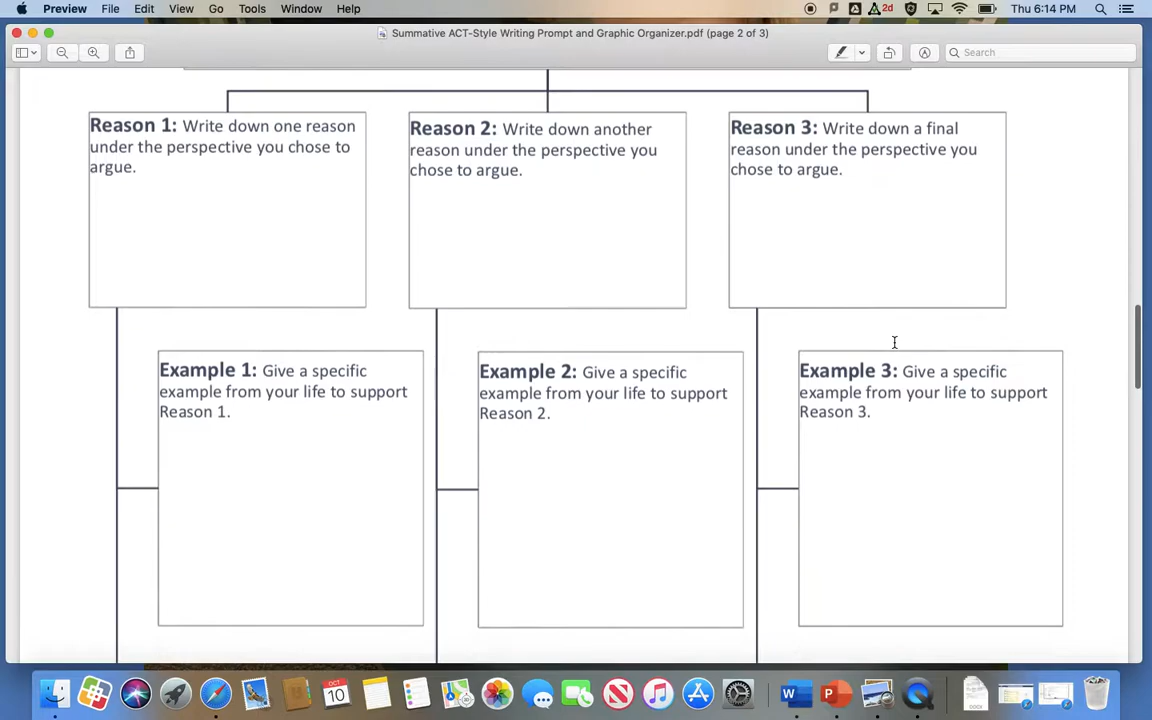 Preview File Edit View Go Tools Window Help 2d Thu 6:14 PM
Summative ACT-Style Writing Prompt and Graphic Organizer.pdf (page 2 of 3)
Search
Reason 1: Write down one reason
under the perspective you chose to
argue.
Reason 2: Write down another
reason under the perspective you
chose to argue.
Reason 3: Write down a final
reason under the perspective you
chose to argue.
Example 1: Give a specific
example from your life to support
Reason 1.
Example 2: Give a specific
example from your life to support
Reason 2.
Example 3: Give a specific
example from your life to support
Reason 3.
OCT
10
W
P
DOCX